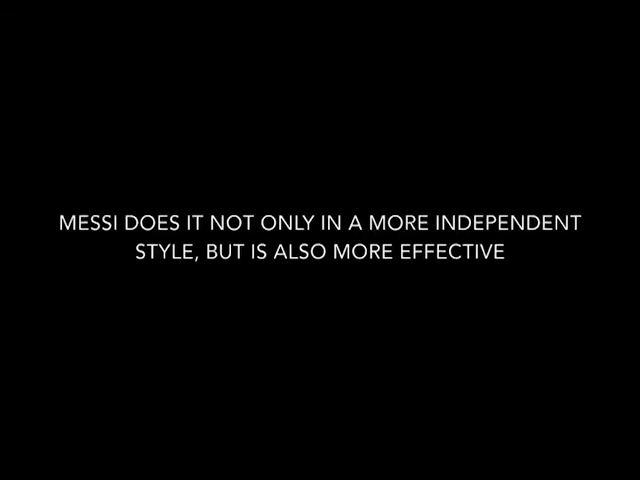 MESSI DOES IT NOT ONLY IN A MORE INDEPENDENT
STYLE, BUT IS ALSO MORE EFFECTIVE